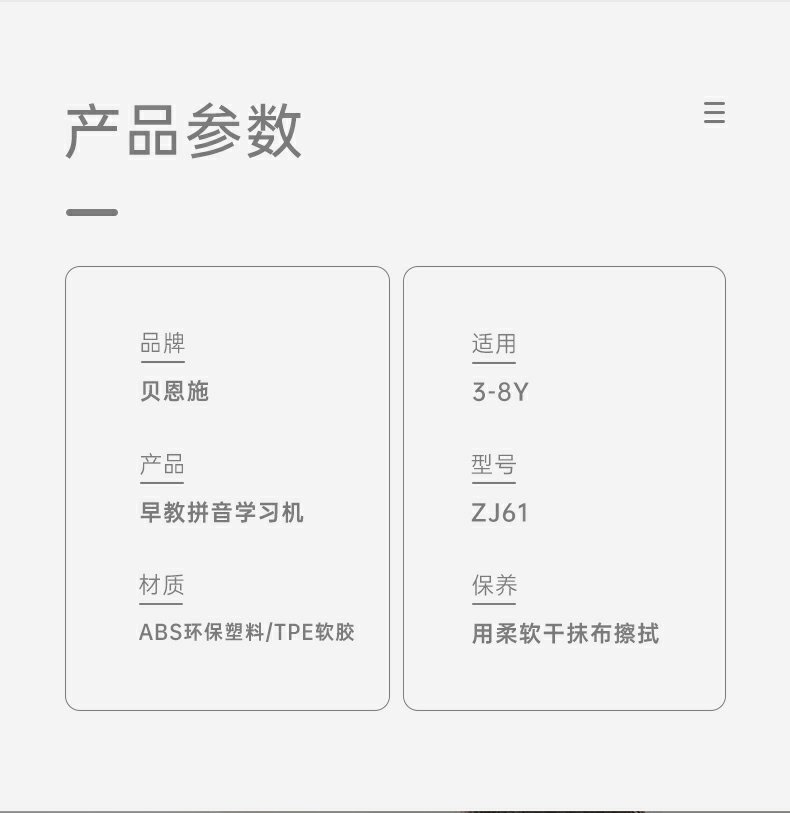 产品参数
品牌
贝恩施
产品
早教拼音学习机
材质
ABS环保塑料/TPE软胶
适用
3-8Y
型号
ZJ61
保养
用柔软干抹布擦拭